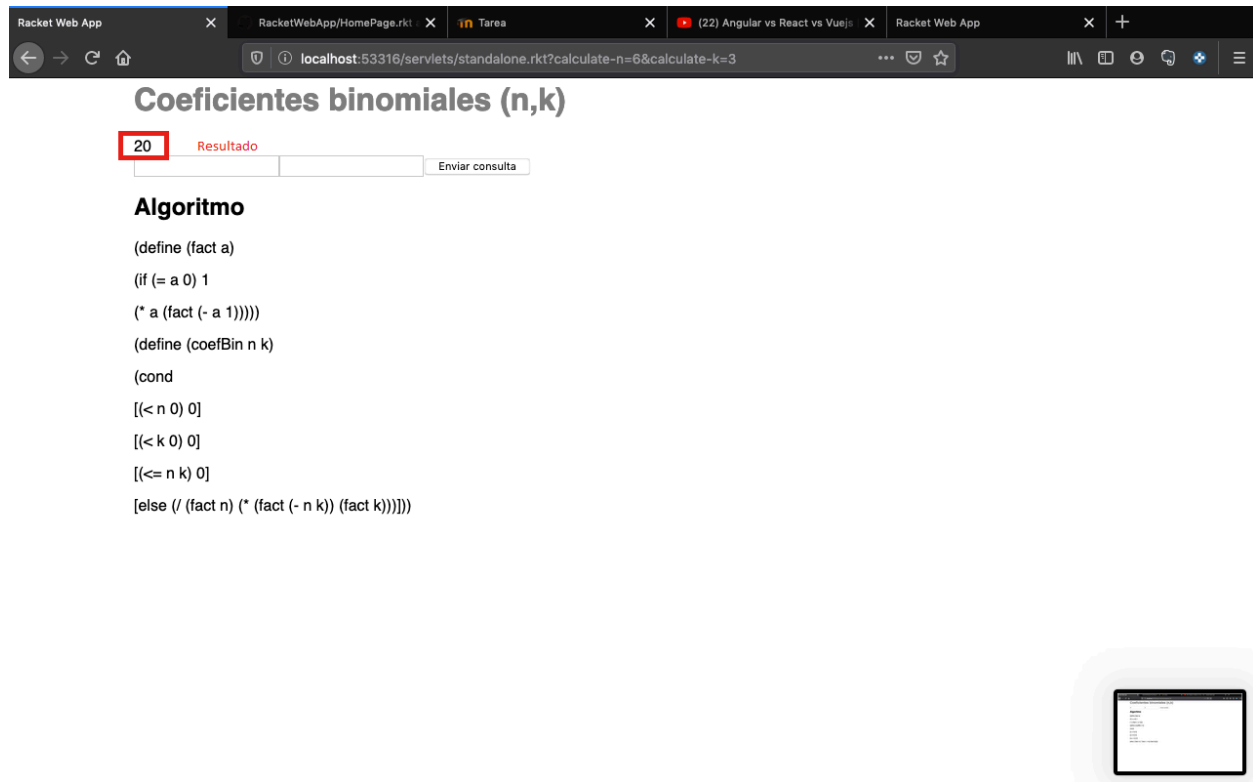 Racket Web App
RacketWebApp/HomePage.rkt
Tarea
(22) Angular vs React vs Vuejs
Racket Web App
localhost:53316/servlets/standalone.rkt?calculate-n=6&calculate-k=3
Coeficientes binomiales (n,k)
20 Resultado
Enviar consulta
Algoritmo
(define (fact a)
(if (= a 0) 1
(* a (fact (- a 1)))))
(define (coefBin n k)
(cond
[(< n 0) 0]
[(< k 0) 0]
[(<= n k) 0]
[else (/ (fact n) (* (fact (- n k)) (fact k)))]))